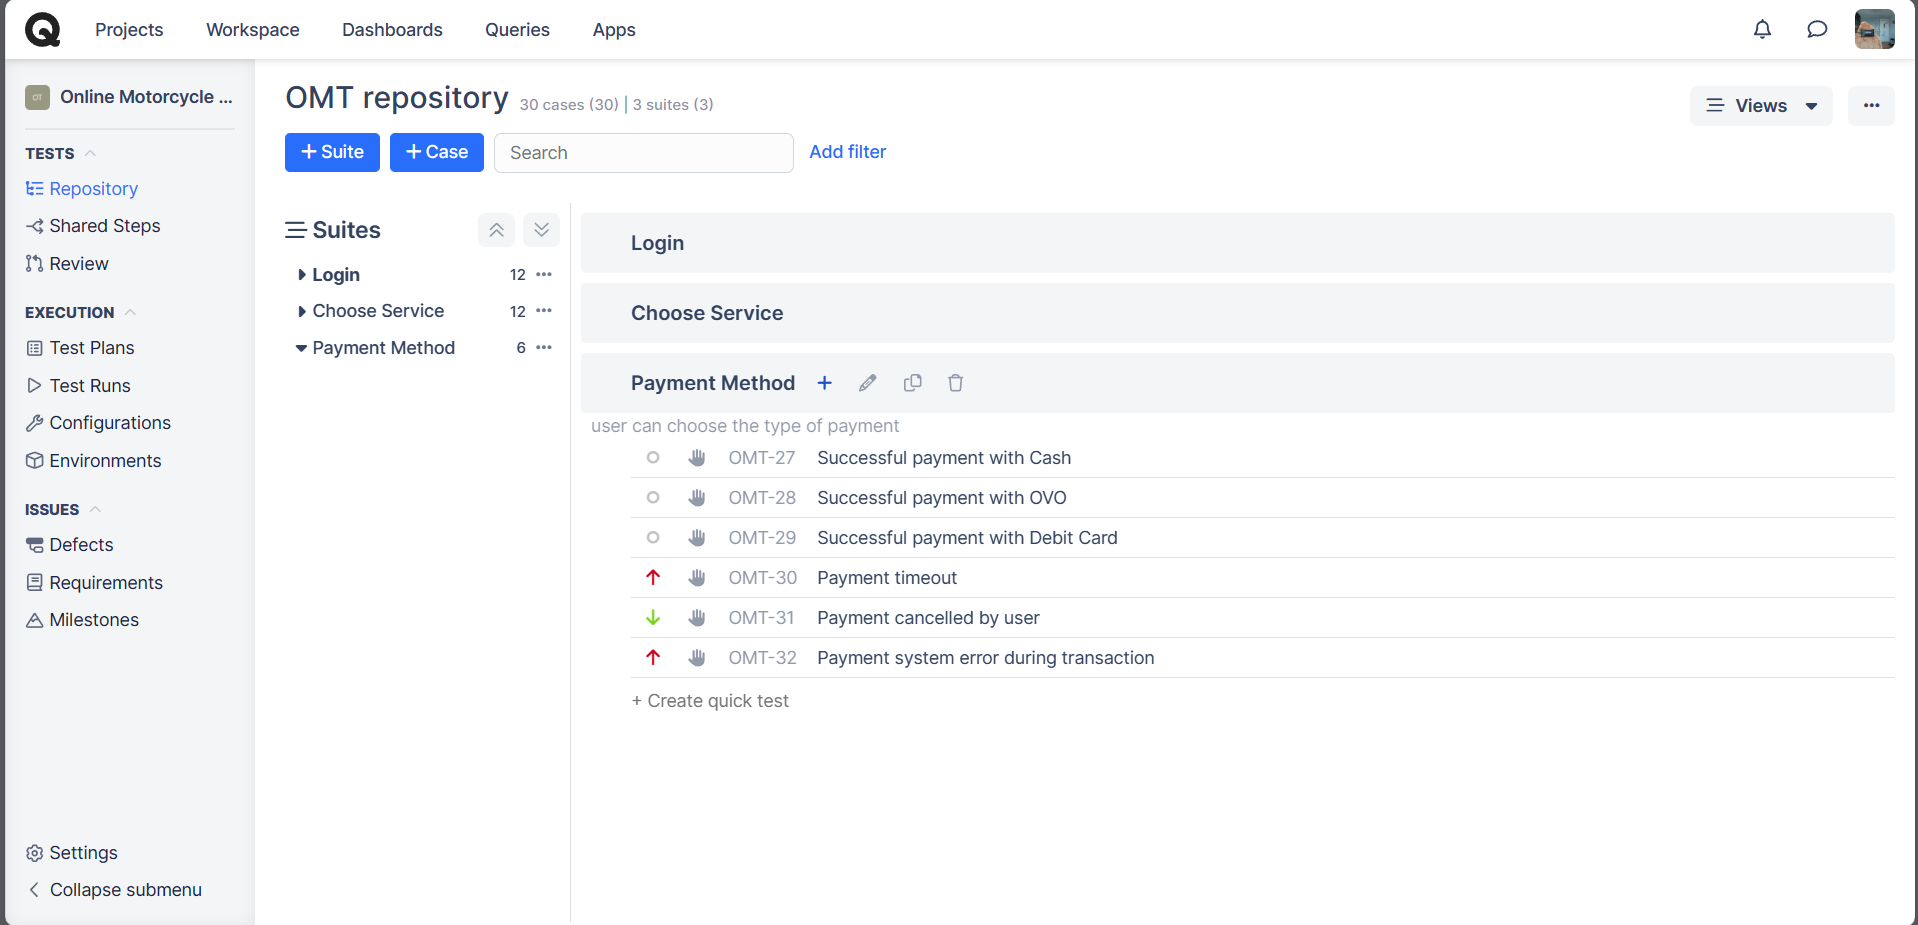 Projects Workspace Dashboards Queries Apps
OT Online Motorcycle ...
TESTS
Repository
Shared Steps
Review
EXECUTION
Test Plans
Test Runs
Configurations
Environments
ISSUES
Defects
Requirements
Milestones
Settings
Collapse submenu
OMT repository 30 cases (30) | 3 suites (3)
Views
+ Suite + Case Search Add filter
Suites
Login 12
Choose Service 12
Payment Method 6
Login
Choose Service
Payment Method
user can choose the type of payment
OMT-27 Successful payment with Cash
OMT-28 Successful payment with OVO
OMT-29 Successful payment with Debit Card
OMT-30 Payment timeout
OMT-31 Payment cancelled by user
OMT-32 Payment system error during transaction
+ Create quick test